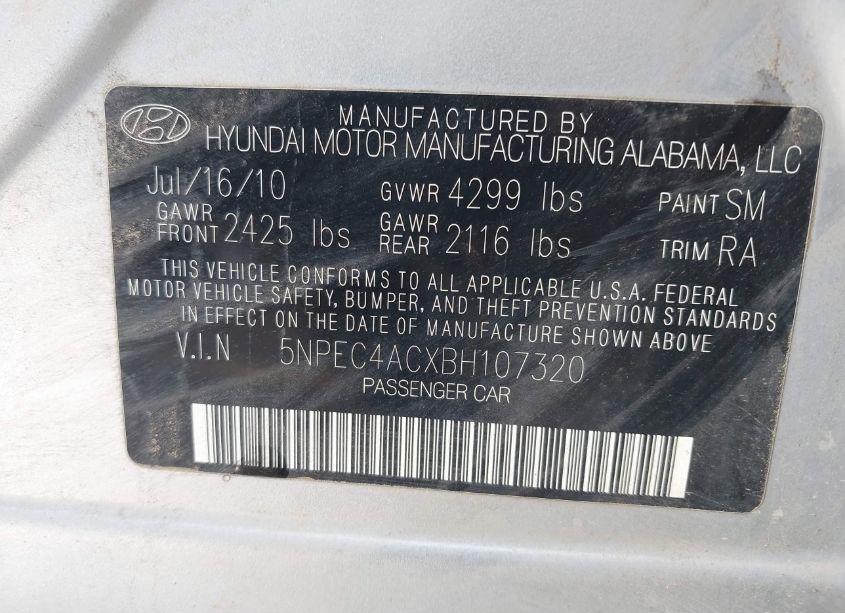 MANUFACTURED BY
HYUNDAI MOTOR MANUFACTURING ALABAMA, LLC
Jul/16/10 GVWR 4299 lbs PAINT SM
GAWR FRONT 2425 lbs GAWR REAR 2116 lbs TRIM RA
THIS VEHICLE CONFORMS TO ALL APPLICABLE U.S.A. FEDERAL
MOTOR VEHICLE SAFETY, BUMPER, AND THEFT PREVENTION STANDARDS
IN EFFECT ON THE DATE OF MANUFACTURE SHOWN ABOVE
V.I.N 5NPEC4ACXBH107320
PASSENGER CAR